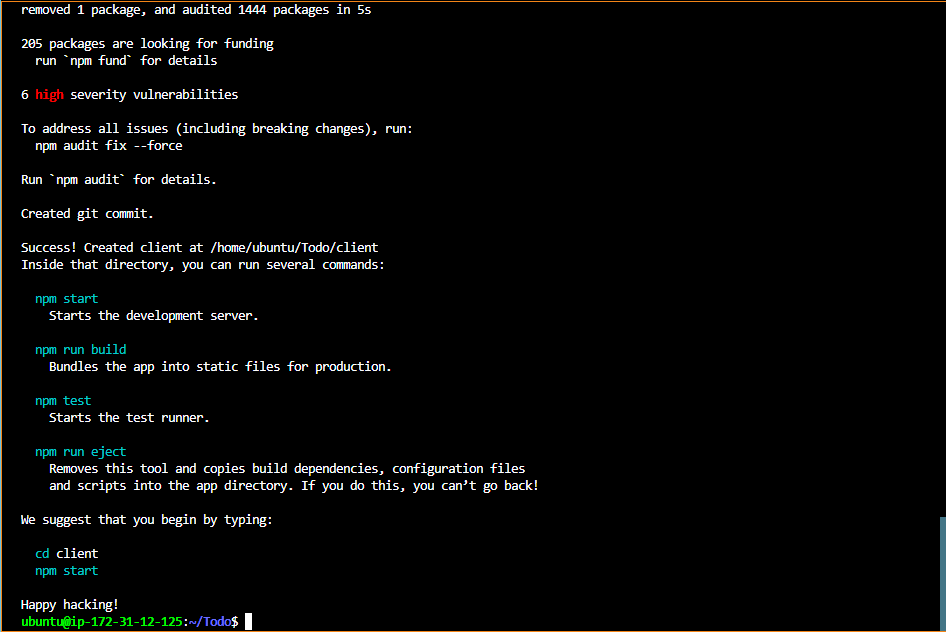 removed 1 package, and audited 1444 packages in 5s
205 packages are looking for funding
run `npm fund` for details
6 high severity vulnerabilities
To address all issues (including breaking changes), run:
npm audit fix --force
Run `npm audit` for details.
Created git commit.
Success! Created client at /home/ubuntu/Todo/client
Inside that directory, you can run several commands:
npm start
Starts the development server.
npm run build
Bundles the app into static files for production.
npm test
Starts the test runner.
npm run eject
Removes this tool and copies build dependencies, configuration files
and scripts into the app directory. If you do this, you can’t go back!
We suggest that you begin by typing:
cd client
npm start
Happy hacking!
ubuntu@ip-172-31-12-125:~/Todo$